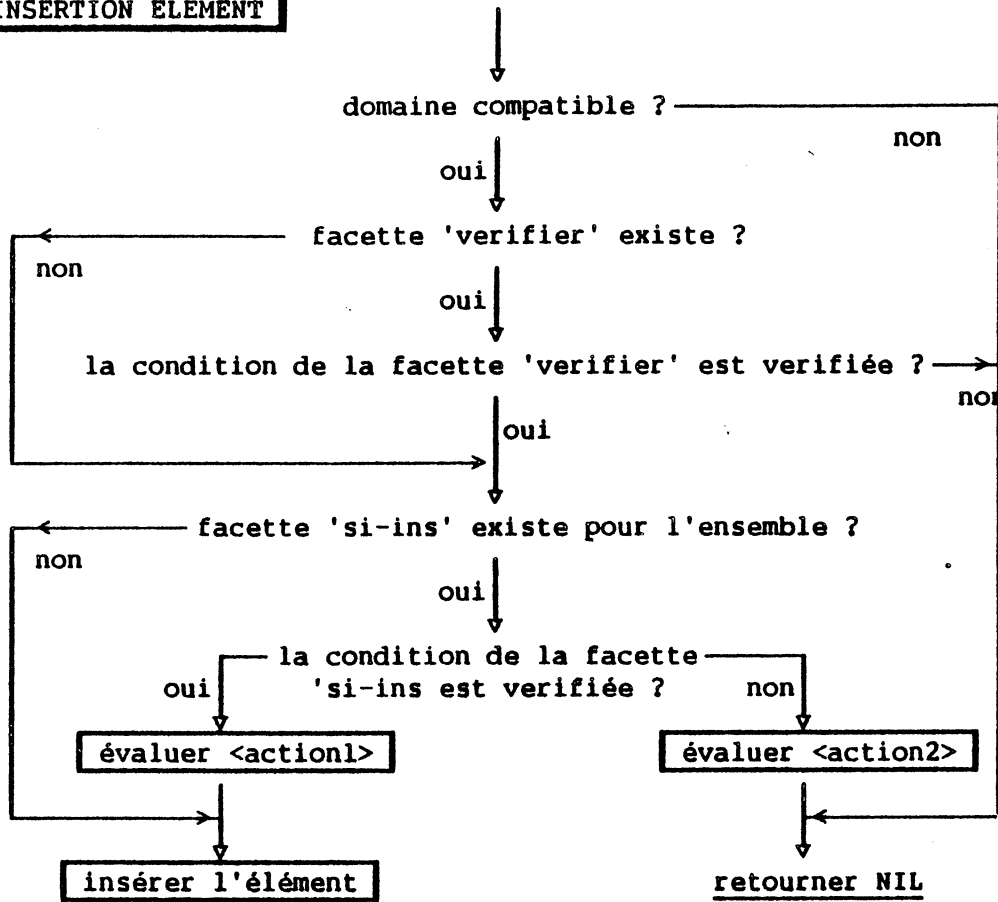 INSERTION ELEMENT
domaine compatible ?
non
oui
facette 'verifier' existe ?
non
oui
la condition de la facette 'verifier' est verifiée ?
non
oui
facette 'si-ins' existe pour l'ensemble ?
non
oui
la condition de la facette
oui
'si-ins est verifiée ?
non
évaluer <action1>
évaluer <action2>
insérer l'élément
retourner NIL